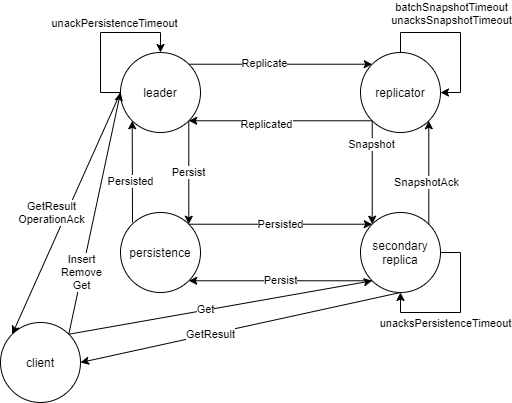 batchSnapshotTimeout
unacksSnapshotTimeout
unackPersistenceTimeout
Replicate
leader
replicator
Replicated
Snapshot
Persist
Persisted
SnapshotAck
GetResult
OperationAck
Persisted
persistence
secondary
replica
Insert
Remove
Get
Persist
Get
unacksPersistenceTimeout
GetResult
client